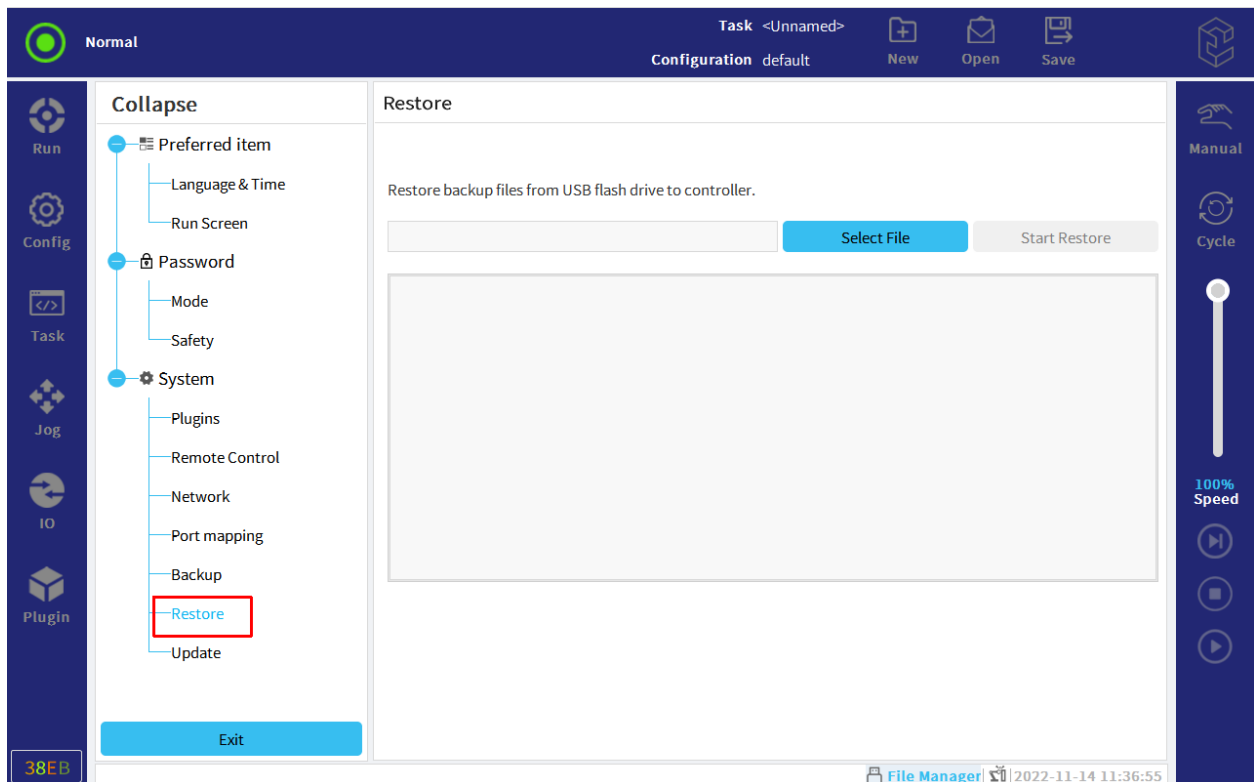 Normal
Task <Unnamed>
Configuration default
New
Open
Save
Run
Config
Task
Jog
IO
Plugin
38EB
Collapse
Preferred item
Language & Time
Run Screen
Password
Mode
Safety
System
Plugins
Remote Control
Network
Port mapping
Backup
Restore
Update
Exit
Restore
Restore backup files from USB flash drive to controller.
Select File
Start Restore
File Manager
2022-11-14 11:36:55
Manual
Cycle
100%
Speed